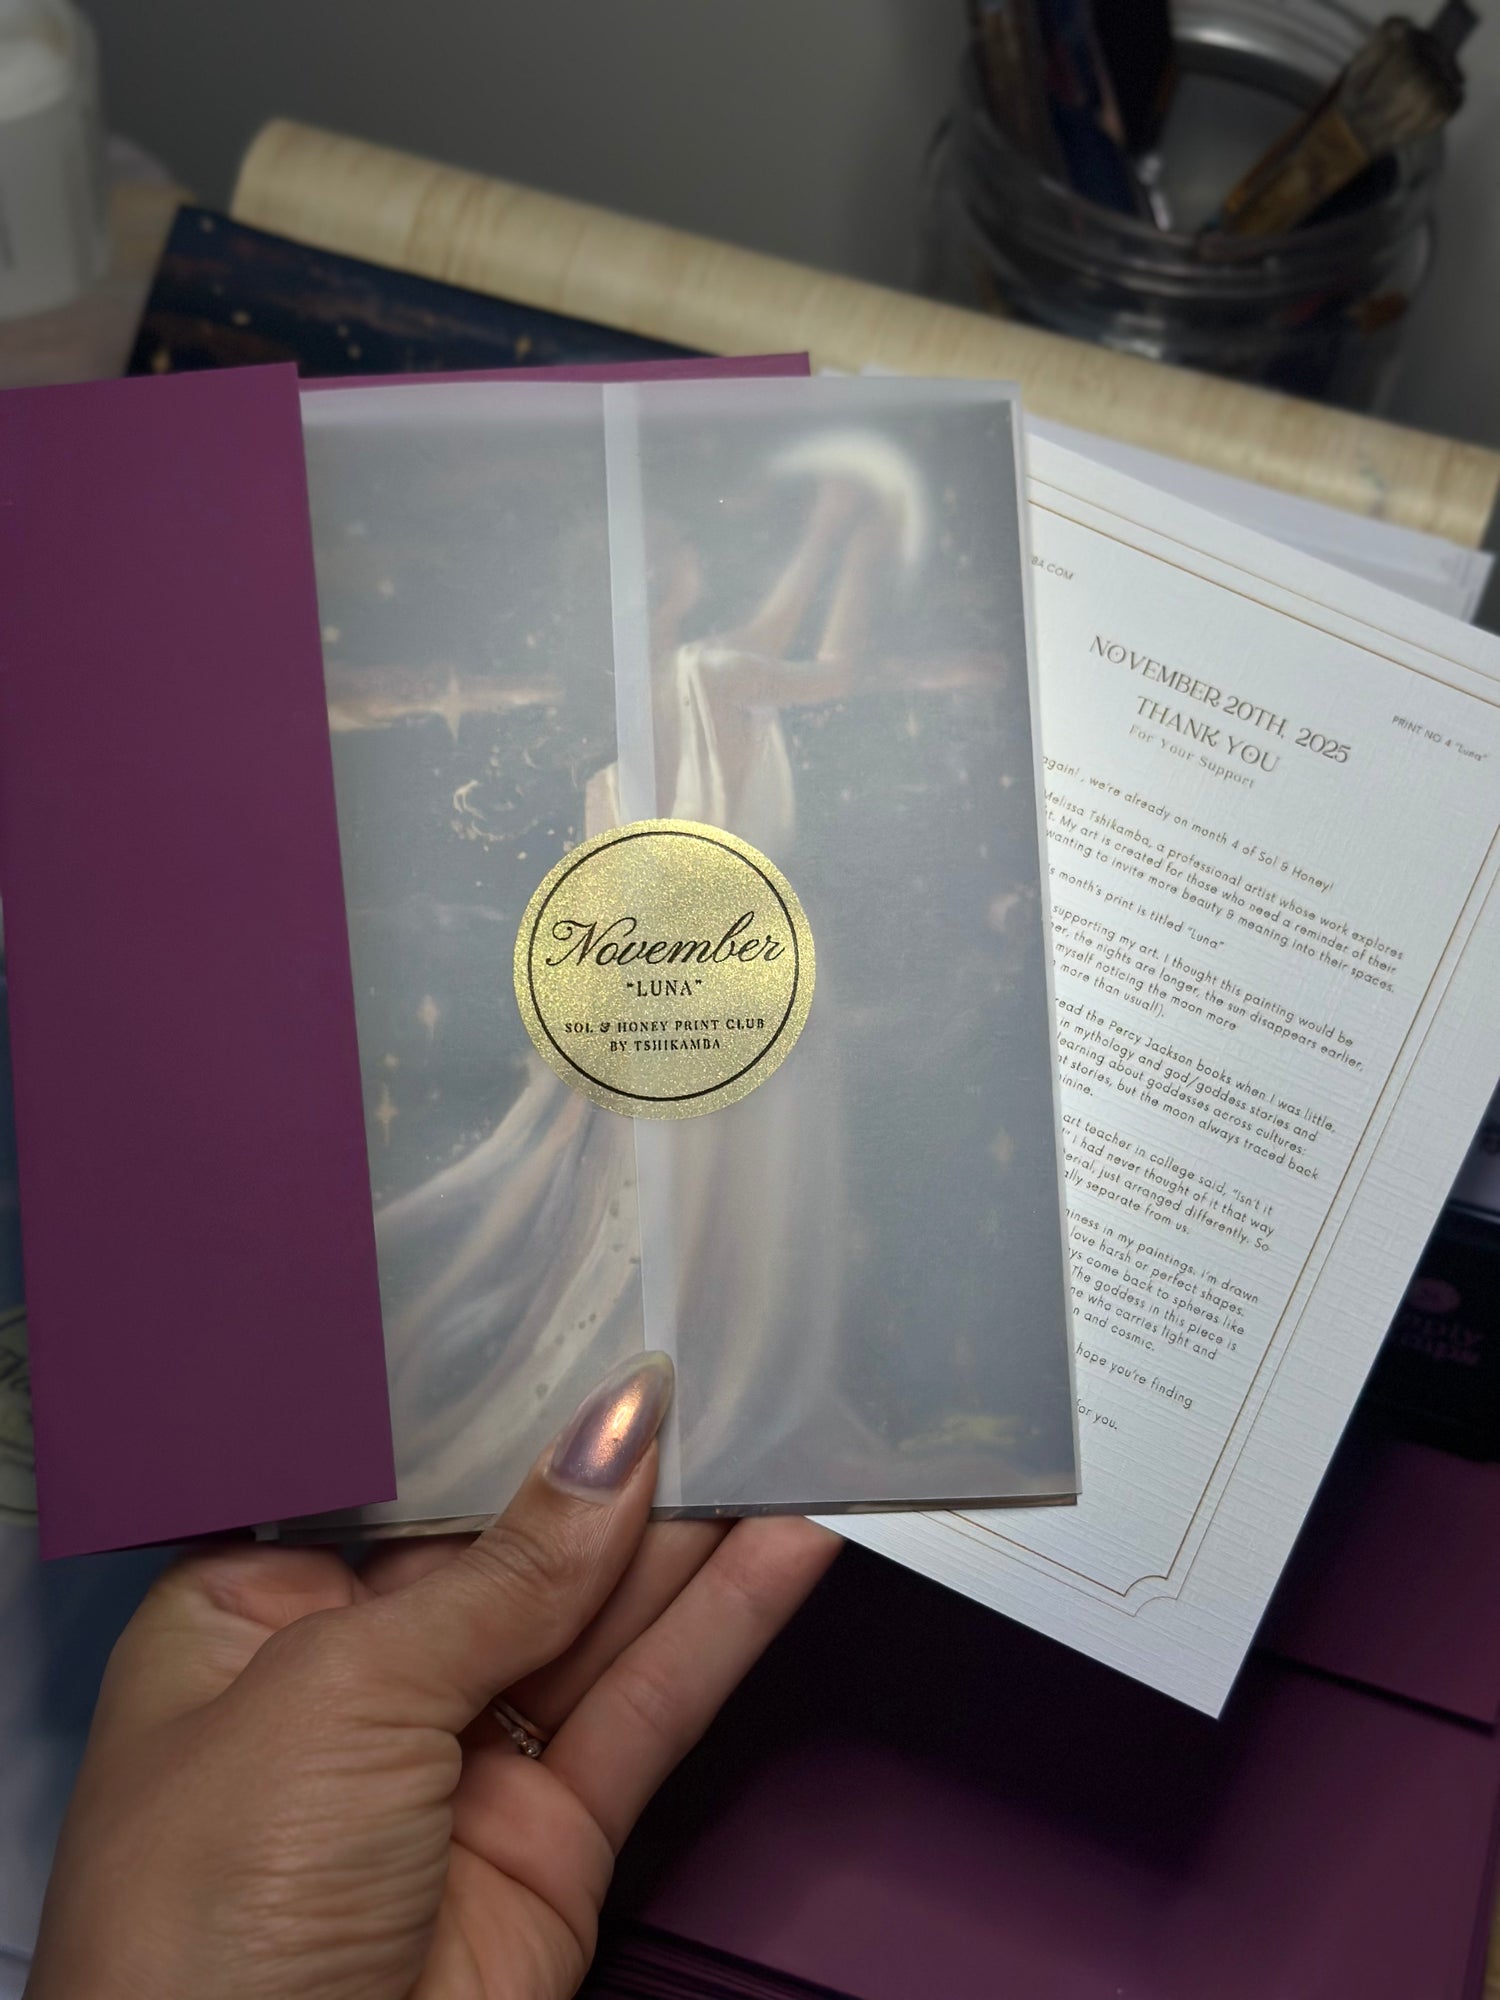 November
"LUNA"
SOL & HONEY PRINT CLUB
BY TSHIKAMBA
BA.COM
PRINT NO. 4 "Luna"
NOVEMBER 20TH, 2025
THANK YOU
For Your Support
again! , we're already on month 4 of Sol & Honey!
Melissa Tshikamba, a professional artist whose work explores
t. My art is created for those who need a reminder of their
wanting to invite more beauty & meaning into their spaces.
s month's print is titled "Luna"
supporting my art. I thought this painting would be
her, the nights are longer, the sun disappears earlier,
myself noticing the moon more
more than usual!).
read the Percy Jackson books when I was little.
in mythology and god/goddess stories and
learning about goddesses across cultures:
nt stories, but the moon always traced back
inine.
art teacher in college said, "Isn't it
" I had never thought of it that way
erial, just arranged differently. So
ally separate from us.
niness in my paintings. I'm drawn
love harsh or perfect shapes.
ys come back to spheres like
The goddess in this piece is
ne who carries light and
n and cosmic.
hope you're finding
for you.